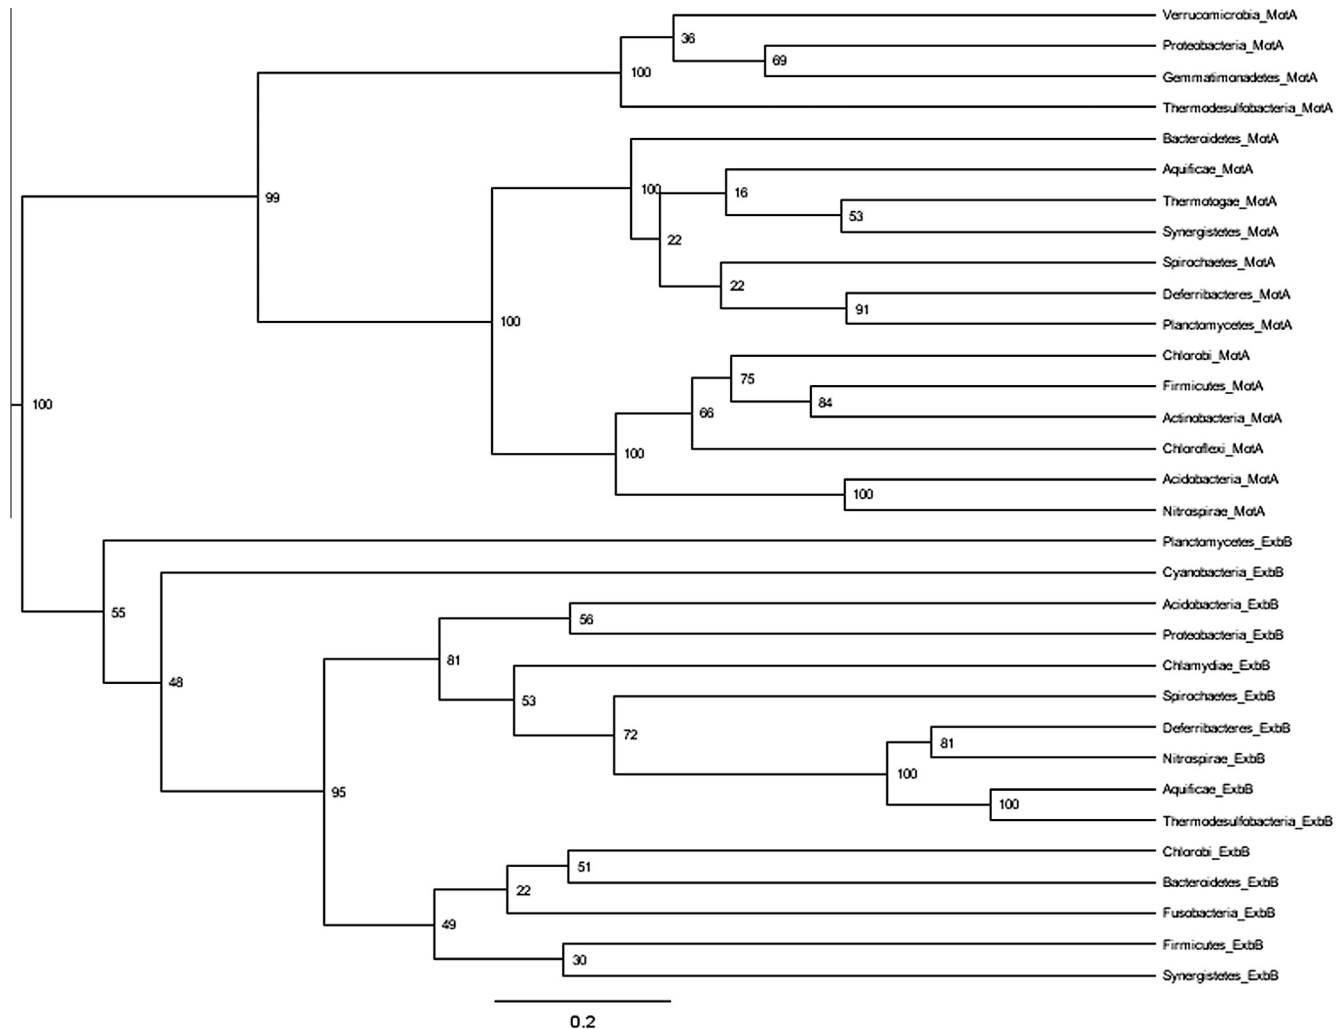 Verrucomicrobia_MotA
36
Proteobacteria_MotA
69
100
Gemmatimonadetes_MotA
Thermodesulfobacteria_MotA
Bacteroidetes_MotA
Aquificae_MotA
100
16
99
Thermotogae_MotA
53
Synergistetes_MotA
22
Spirochaetes_MotA
22
Deferribacteres_MotA
91
100
Planctomycetes_MotA
Chlorobi_MotA
75
Firmicutes_MotA
84
100
66
Actinobacteria_MotA
Chloroflexi_MotA
100
Acidobacteria_MotA
100
Nitrospirae_MotA
Planctomycetes_ExbB
Cyanobacteria_ExbB
Acidobacteria_ExbB
55
56
Proteobacteria_ExbB
81
Chlamydiae_ExbB
48
53
Spirochaetes_ExbB
72
Deferribacteres_ExbB
81
Nitrospirae_ExbB
100
95
Aquificae_ExbB
100
Thermodesulfobacteria_ExbB
Chlorobi_ExbB
51
Bacteroidetes_ExbB
22
Fusobacteria_ExbB
49
Firmicutes_ExbB
30
Synergistetes_ExbB
0.2